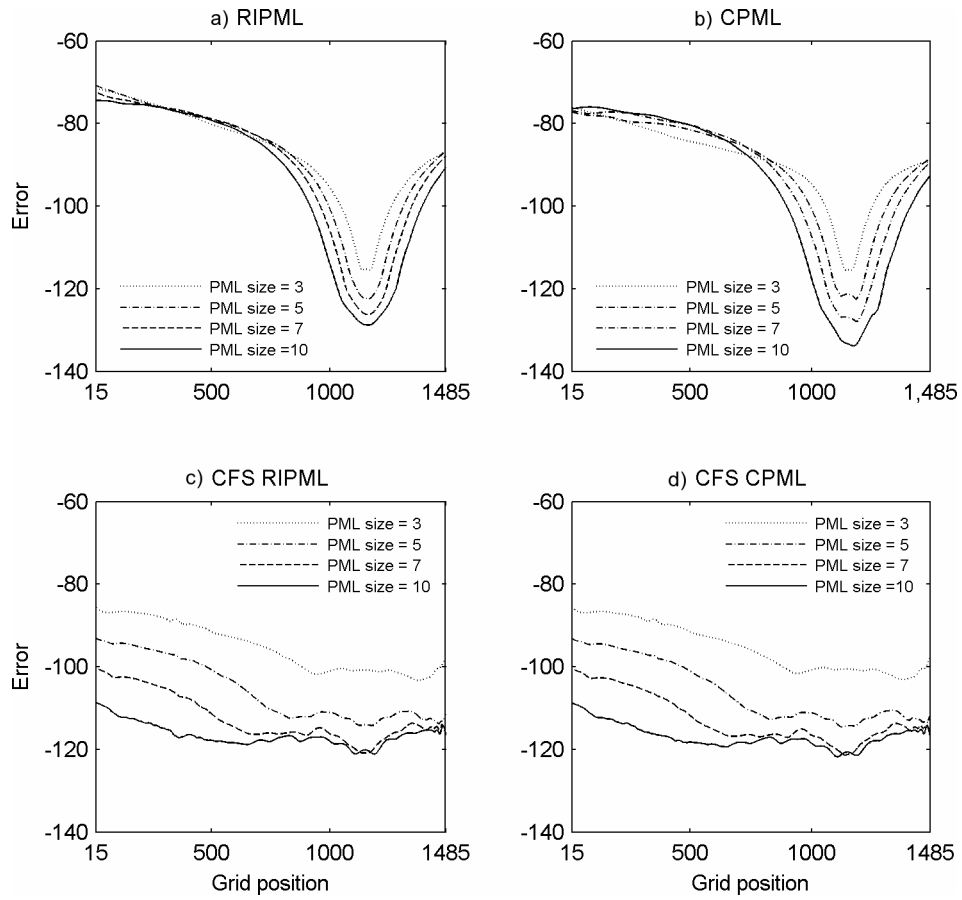 a) RIPML
-60
-80
-100
-120
-140
Error
PML size = 3
PML size = 5
PML size = 7
PML size =10
15
500
1000
1485
b) CPML
-60
-80
-100
-120
-140
PML size = 3
PML size = 5
PML size = 7
PML size = 10
15
500
1000
1,485
c) CFS RIPML
-60
-80
-100
-120
-140
Error
PML size = 3
PML size = 5
PML size = 7
PML size = 10
15
500
1000
1485
Grid position
d) CFS CPML
-60
-80
-100
-120
-140
PML size = 3
PML size = 5
PML size = 7
PML size =10
15
500
1000
1485
Grid position